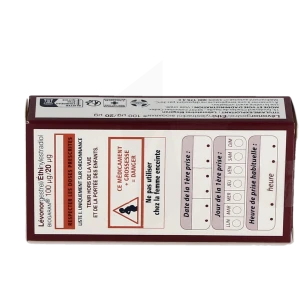 Lévonorgestrel/Ethinylestradiol
BIOGARAN® 100 µg/20 µg
RESPECTER LES DOSES PRESCRITES
LISTE I. UNIQUEMENT SUR ORDONNANCE
TENIR HORS DE LA VUE
ET DE LA PORTÉE DES ENFANTS.
CE MÉDICAMENT
+ GROSSESSE
= DANGER
Ne pas utiliser
chez la femme enceinte
Date de la 1ère prise :
Jour de la 1ère prise :
LUN MAR MER JEU VEN SAM DIM
Heure de prise habituelle :
heure